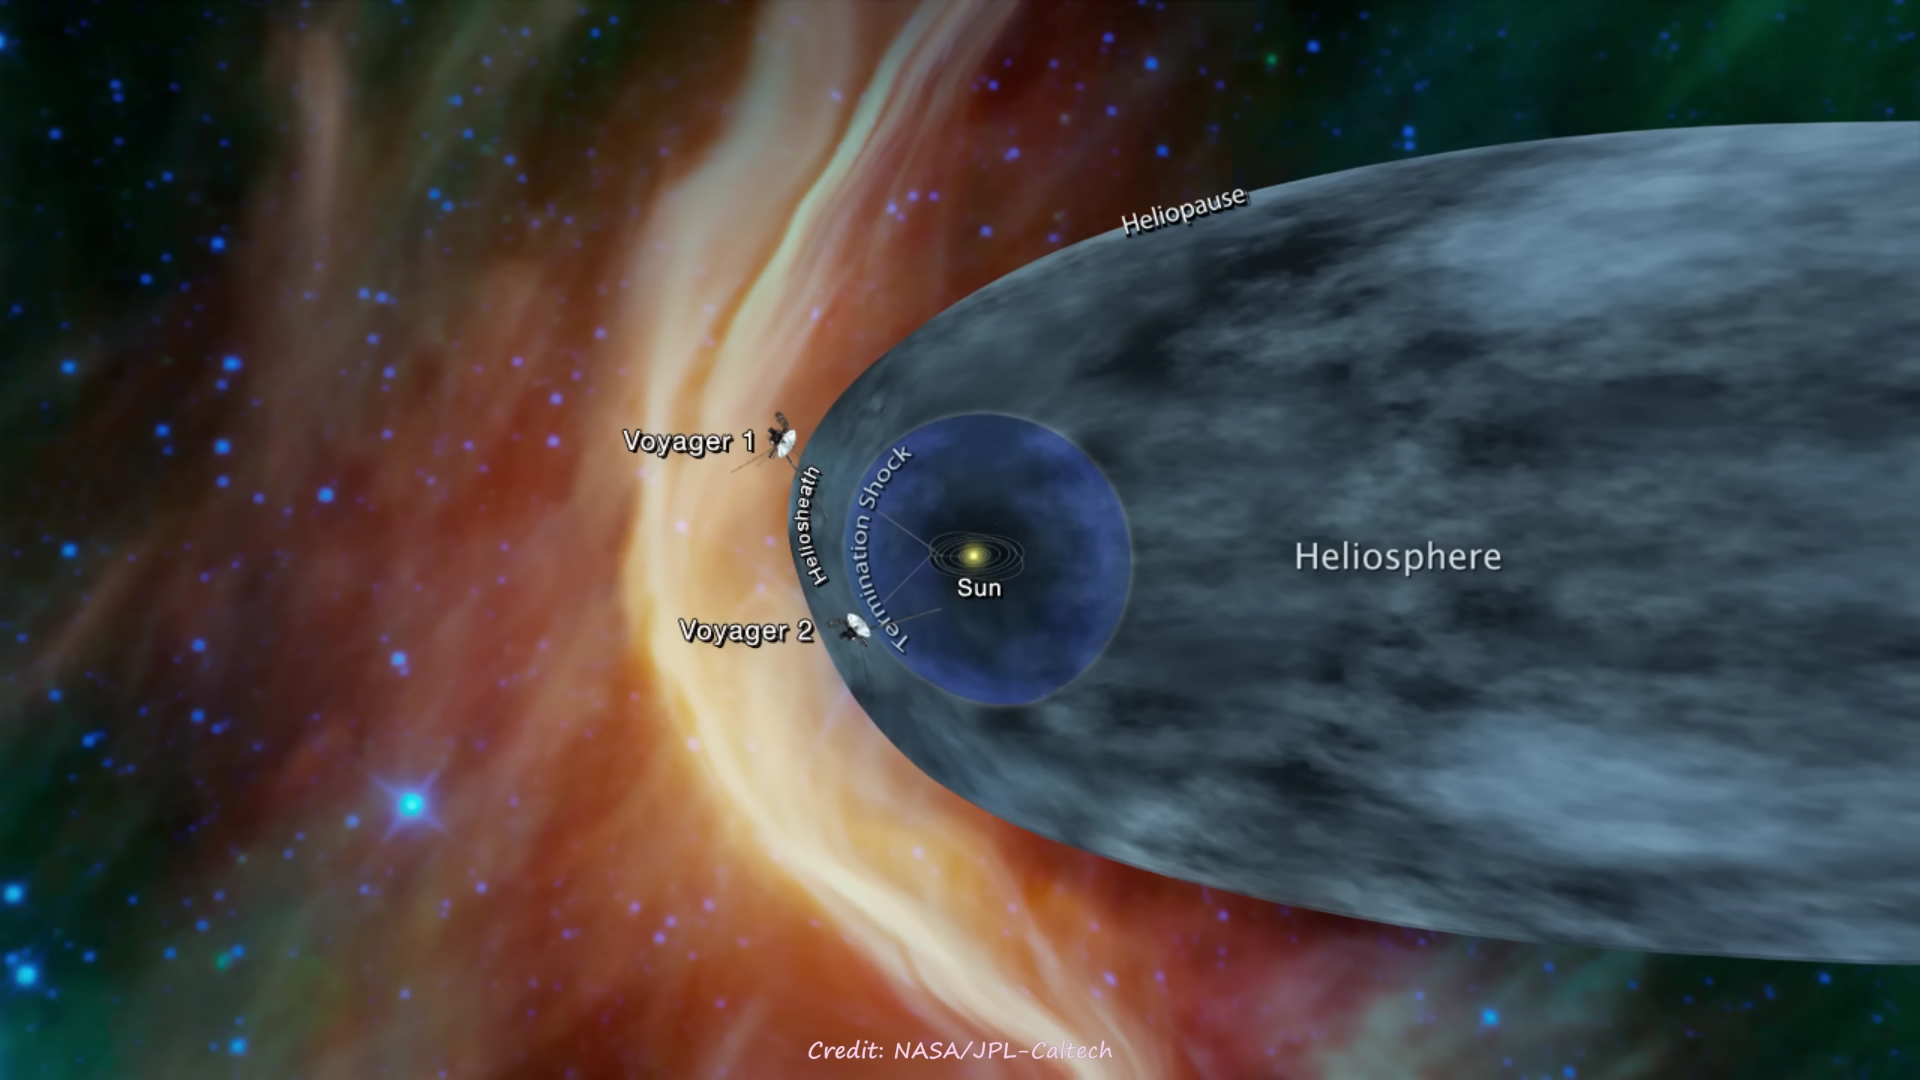 Heliopause
Voyager 1
Heliosheath
Termination Shock
Heliosphere
Sun
Voyager 2
Credit: NASA/JPL-Caltech